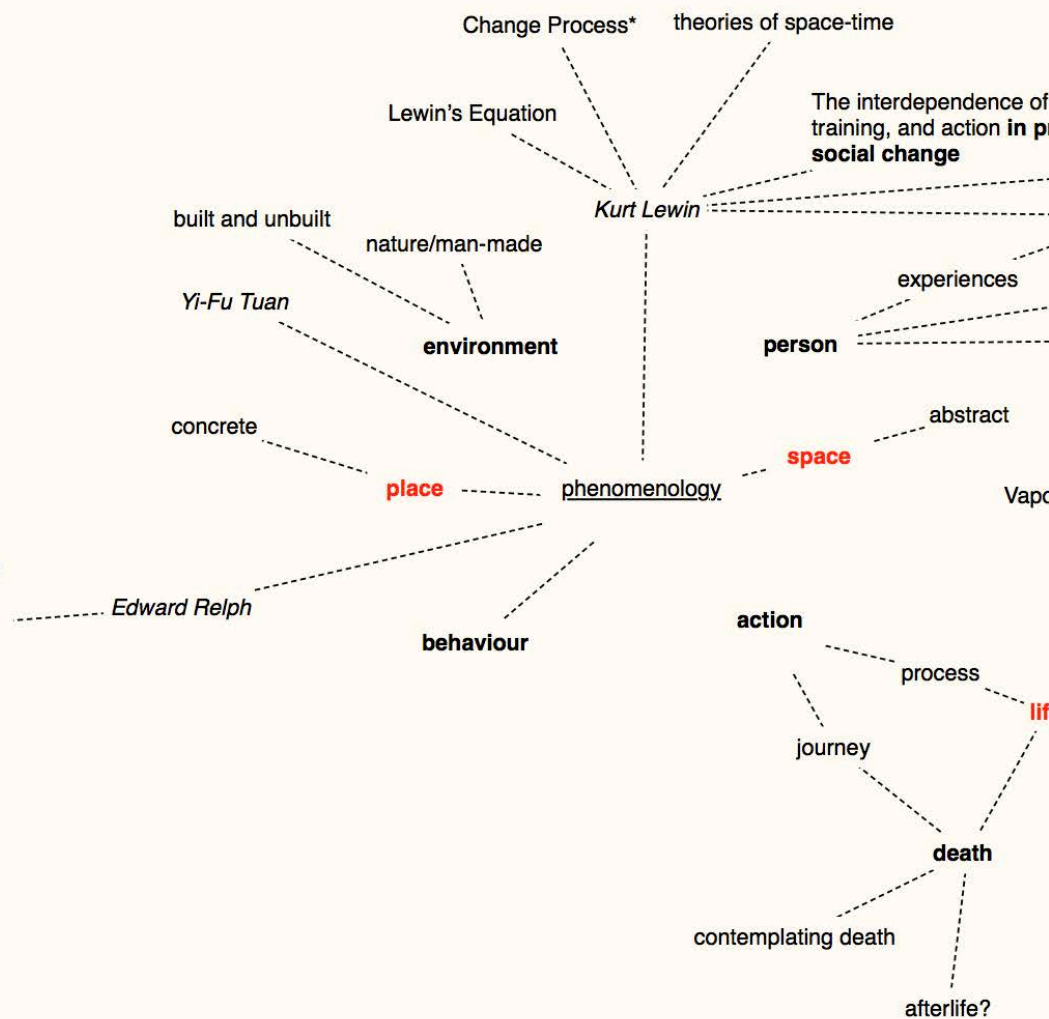 Change Process*
theories of space-time
Lewin's Equation
The interdependence of
training, and action in
social change
Kurt Lewin
built and unbuilt
nature/man-made
experiences
Yi-Fu Tuan
environment
person
concrete
abstract
space
place
phenomenology
Edward Relph
action
behaviour
process
journey
death
contemplating death
afterlife?